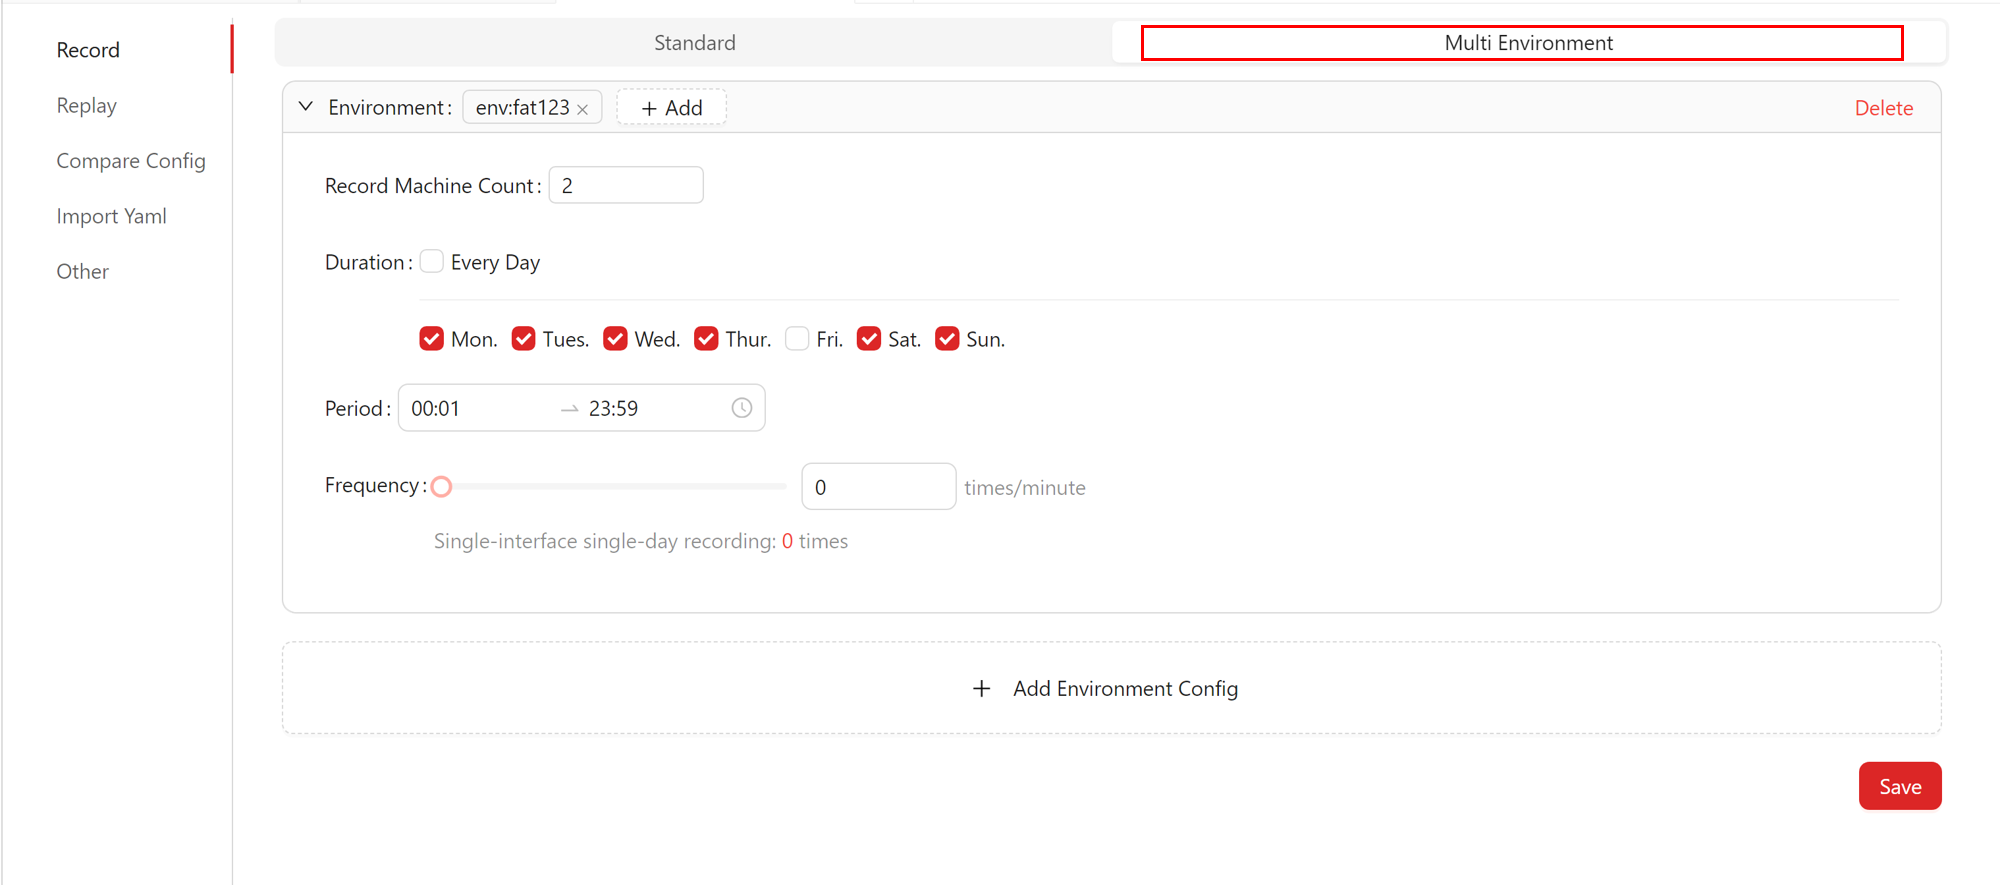 Record
Replay
Compare Config
Import Yaml
Other
Standard
Multi Environment
Environment: env:fat123 × + Add Delete
Record Machine Count: 2
Duration: Every Day
Mon. Tues. Wed. Thur. Fri. Sat. Sun.
Period: 00:01 → 23:59
Frequency: 0 times/minute
Single-interface single-day recording: 0 times
+ Add Environment Config
Save